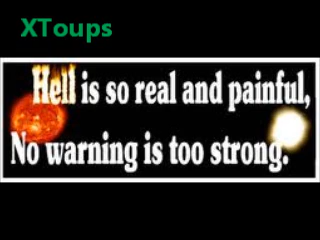 XToups
Hell is so real and painful,
No warning is too strong.